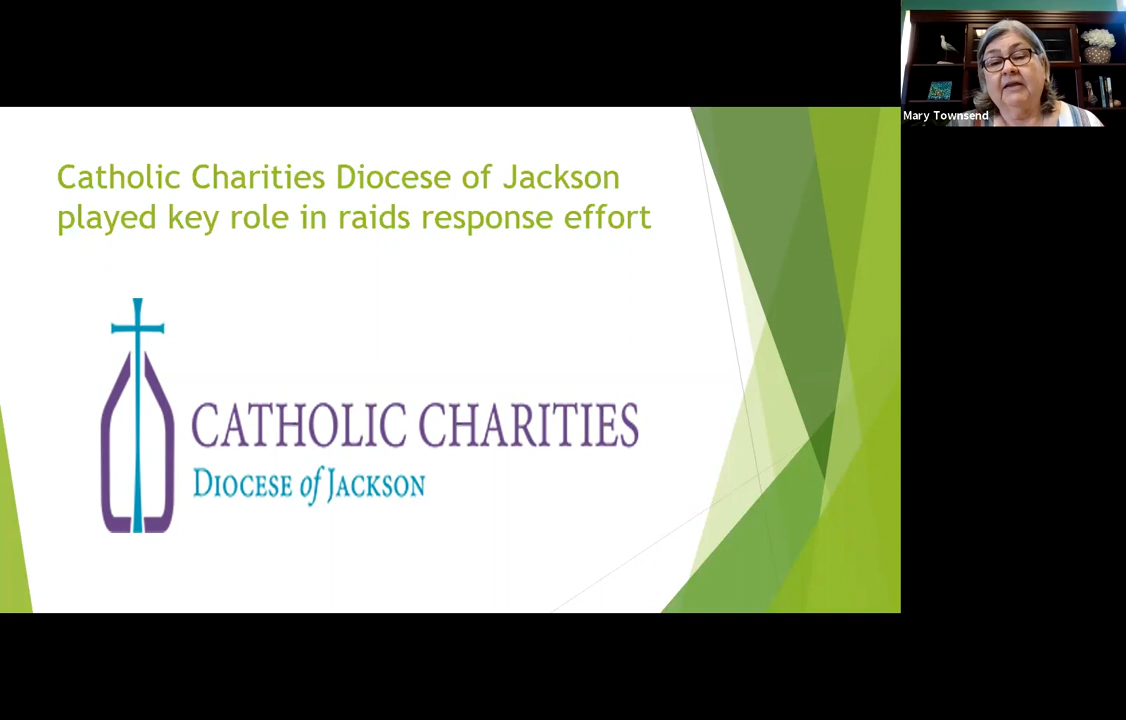 Mary Townsend
Catholic Charities Diocese of Jackson
played key role in raids response effort
CATHOLIC CHARITIES
DIOCESE of JACKSON